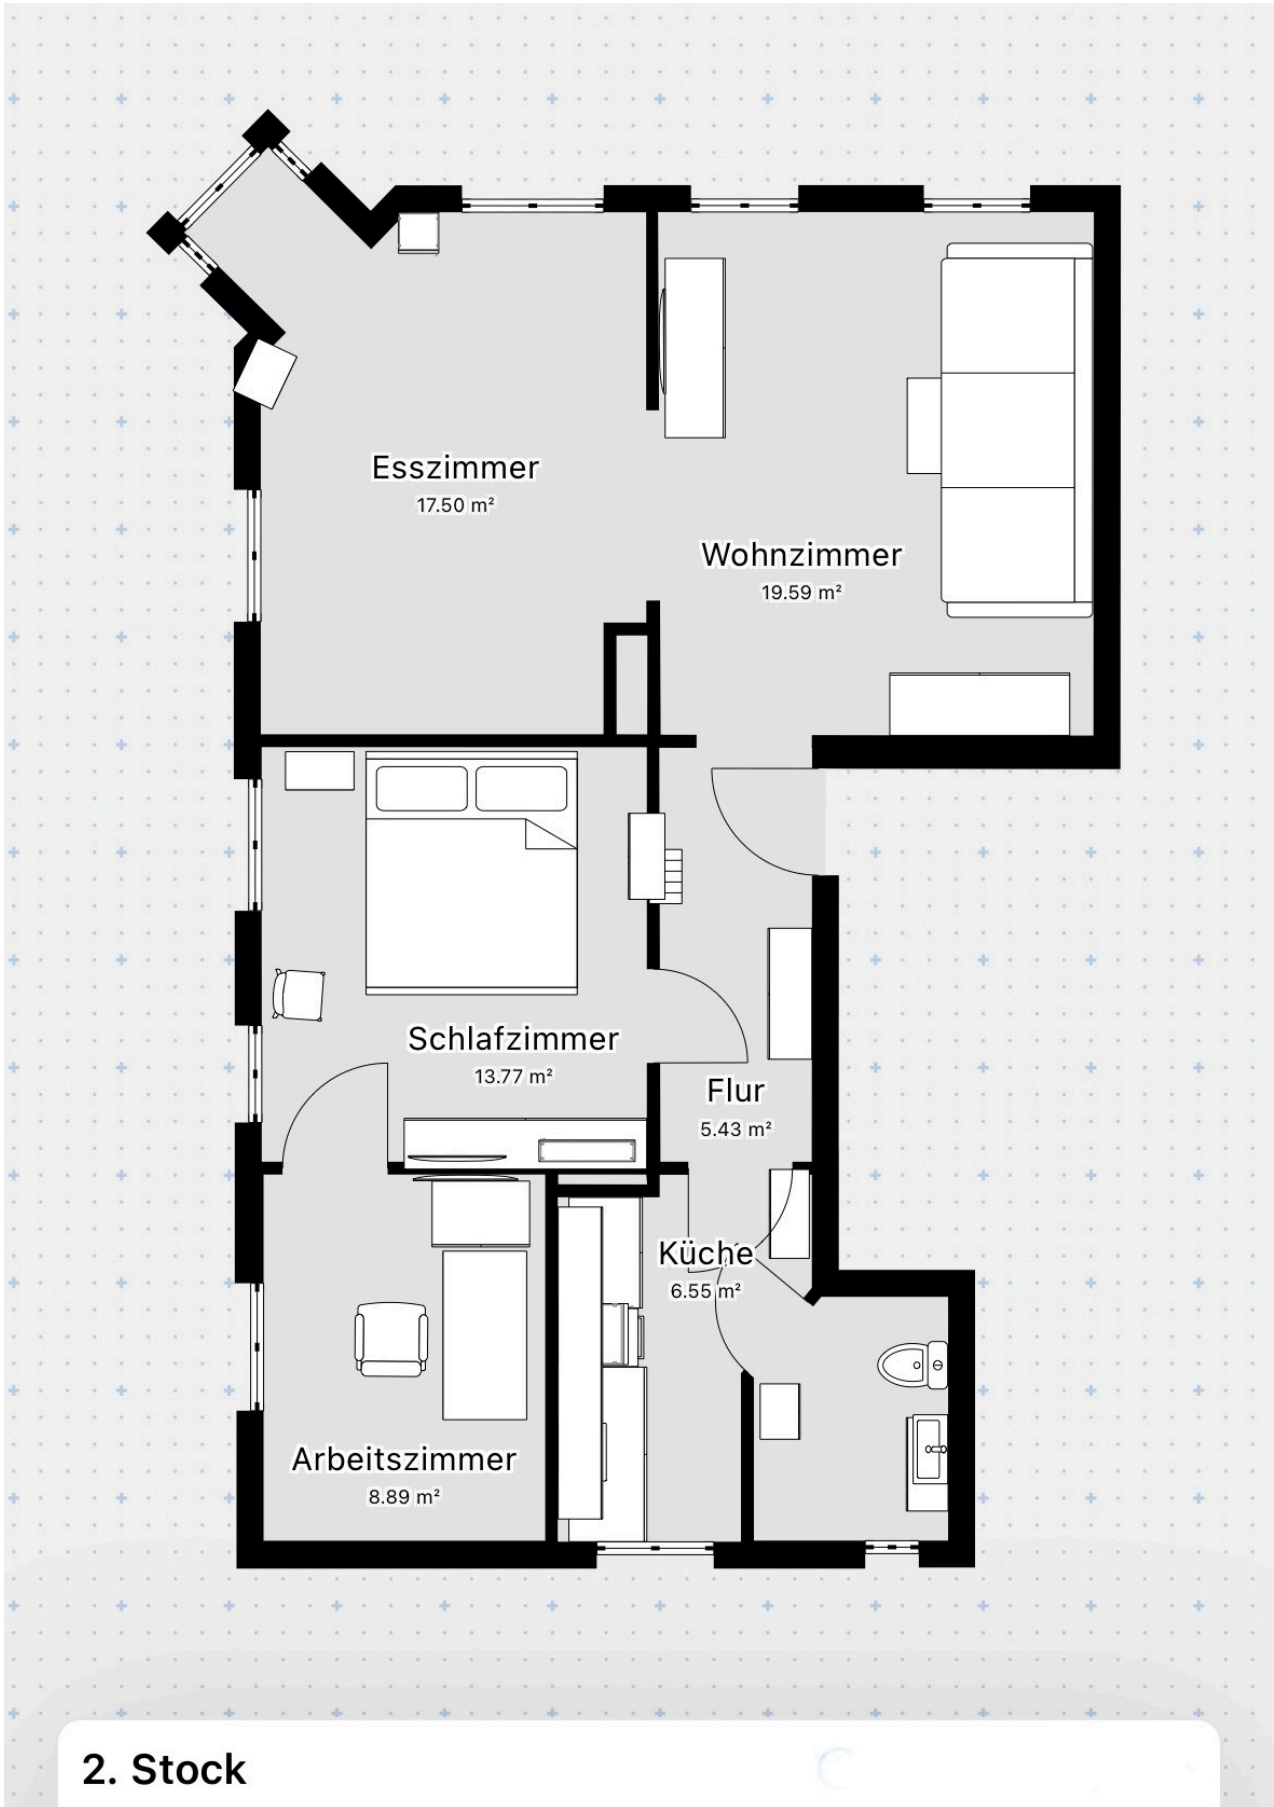 Esszimmer
17.50 m²
Wohnzimmer
19.59 m²
Schlafzimmer
13.77 m²
Flur
5.43 m²
Küche
6.55 m²
Arbeitszimmer
8.89 m²
2. Stock